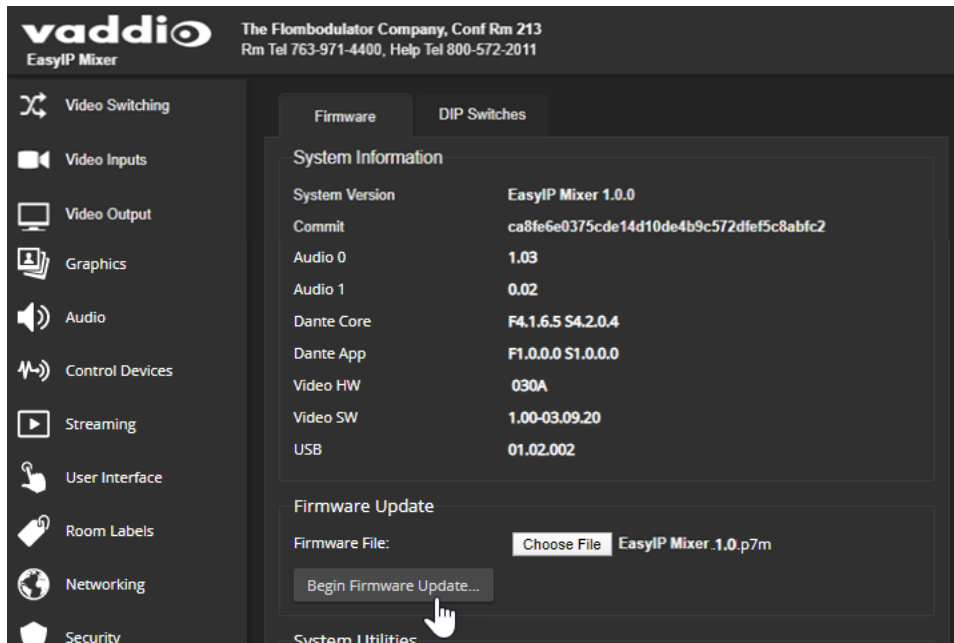 vaddio
EasyIP Mixer
The Flombodulator Company, Conf Rm 213
Rm Tel 763-971-4400, Help Tel 800-572-2011
Video Switching
Video Inputs
Video Output
Graphics
Audio
Control Devices
Streaming
User Interface
Room Labels
Networking
Security
Firmware
DIP Switches
System Information
System Version EasyIP Mixer 1.0.0
Commit ca8fe6e0375cde14d10de4b9c572dfef5c8abfc2
Audio 0 1.03
Audio 1 0.02
Dante Core F4.1.6.5 S4.2.0.4
Dante App F1.0.0.0 S1.0.0.0
Video HW 030A
Video SW 1.00-03.09.20
USB 01.02.002
Firmware Update
Firmware File: Choose File EasyIP Mixer_1.0.p7m
Begin Firmware Update...
System Utilities